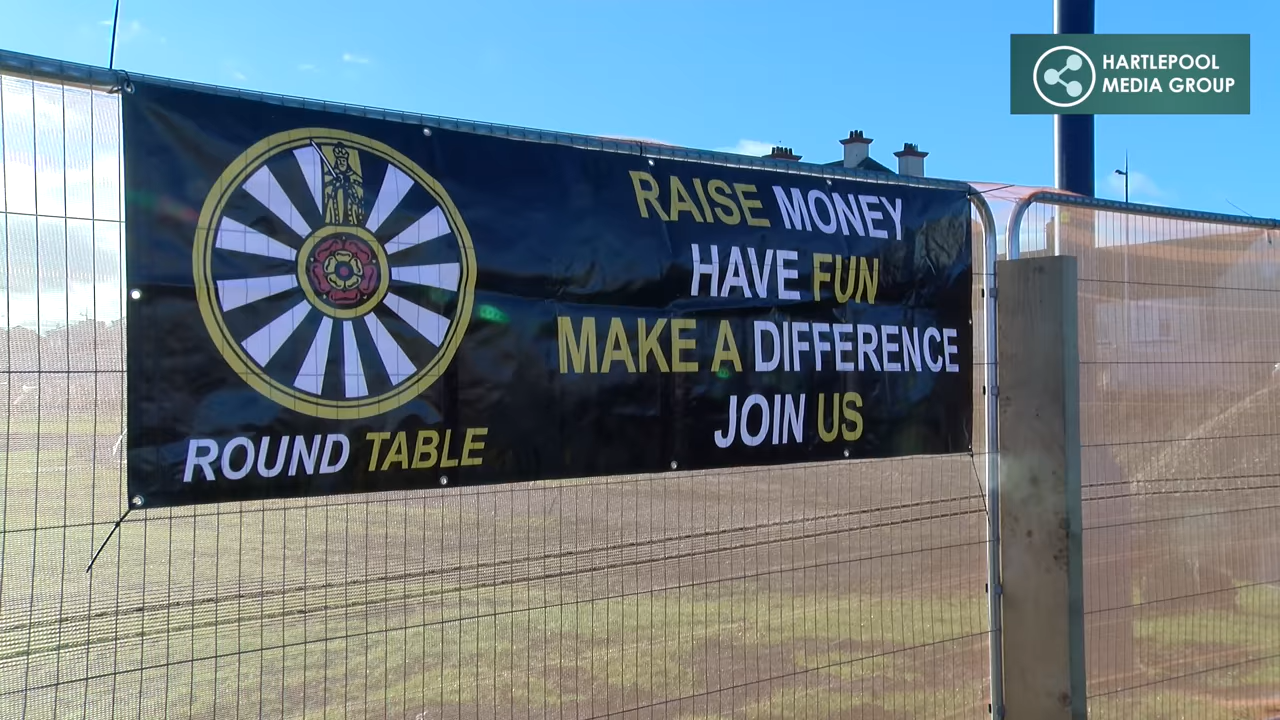 HARTLEPOOL
MEDIA GROUP
RAISE MONEY
HAVE FUN
MAKE A DIFFERENCE
JOIN US
ROUND TABLE